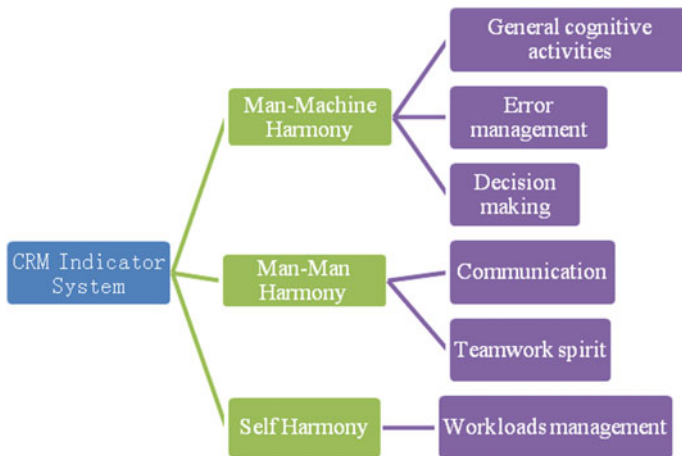 General cognitive
activities
Man-Machine
Harmony
Error
management
Decision
making
CRM Indicator
System
Man-Man
Harmony
Communication
Teamwork spirit
Self Harmony
Workloads management